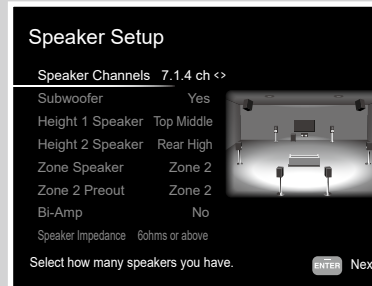 Speaker Setup
Speaker Channels 7.1.4 ch <>
Subwoofer Yes
Height 1 Speaker Top Middle
Height 2 Speaker Rear High
Zone Speaker Zone 2
Zone 2 Preout Zone 2
Bi-Amp No
Speaker Impedance 6ohms or above
Select how many speakers you have.
ENTER Nex